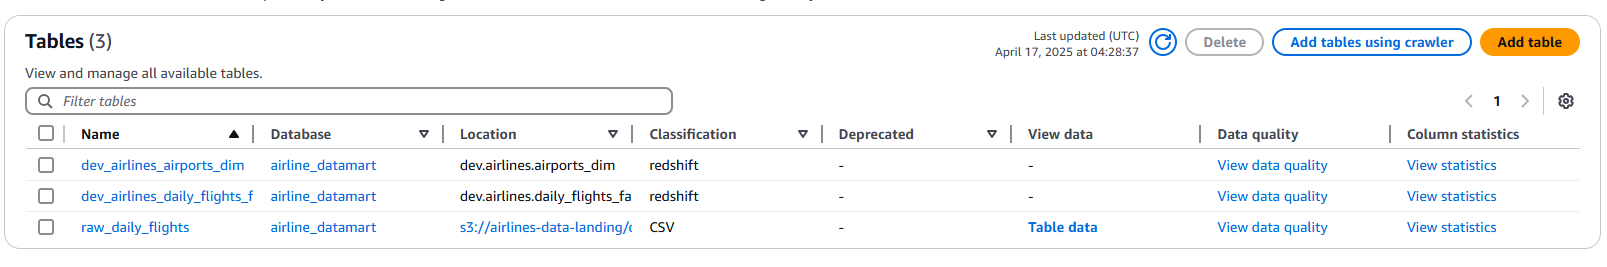 Tables (3)
Last updated (UTC)
April 17, 2025 at 04:28:37
Delete
Add tables using crawler
Add table
View and manage all available tables.
Filter tables
1
Name Database Location Classification Deprecated View data Data quality Column statistics
dev_airlines_airports_dim airline_datamart dev.airlines.airports_dim redshift - - View data quality View statistics
dev_airlines_daily_flights_f airline_datamart dev.airlines.daily_flights_fa redshift - - View data quality View statistics
raw_daily_flights airline_datamart s3://airlines-data-landing/ CSV - Table data View data quality View statistics